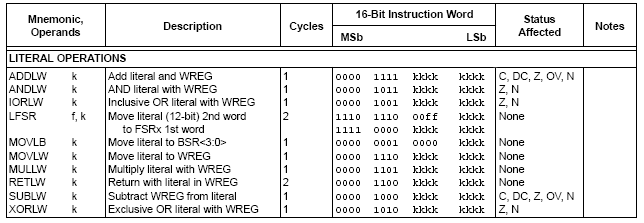 Mnemonic, Operands Description Cycles 16-Bit Instruction Word Status Affected Notes
MSb LSb
LITERAL OPERATIONS
ADDLW k Add literal and WREG 1 0000 1111 kkkk kkkk C, DC, Z, OV, N
ANDLW k AND literal with WREG 1 0000 1011 kkkk kkkk Z, N
IORLW k Inclusive OR literal with WREG 1 0000 1001 kkkk kkkk Z, N
LFSR f, k Move literal (12-bit) 2nd word 2 1110 1110 00ff kkkk None
to FSRx 1st word 1111 0000 kkkk kkkk
MOVLB k Move literal to BSR<3:0> 1 0000 0001 0000 kkkk None
MOVLW k Move literal to WREG 1 0000 1110 kkkk kkkk None
MULLW k Multiply literal with WREG 1 0000 1101 kkkk kkkk None
RETLW k Return with literal in WREG 2 0000 1100 kkkk kkkk None
SUBLW k Subtract WREG from literal 1 0000 1000 kkkk kkkk C, DC, Z, OV, N
XORLW k Exclusive OR literal with WREG 1 0000 1010 kkkk kkkk Z, N